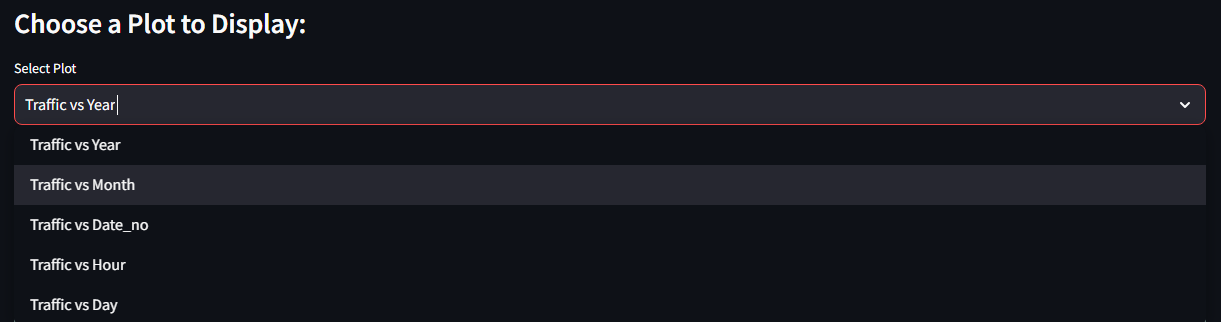 Choose a Plot to Display:
Select Plot
Traffic vs Year
Traffic vs Year
Traffic vs Month
Traffic vs Date_no
Traffic vs Hour
Traffic vs Day